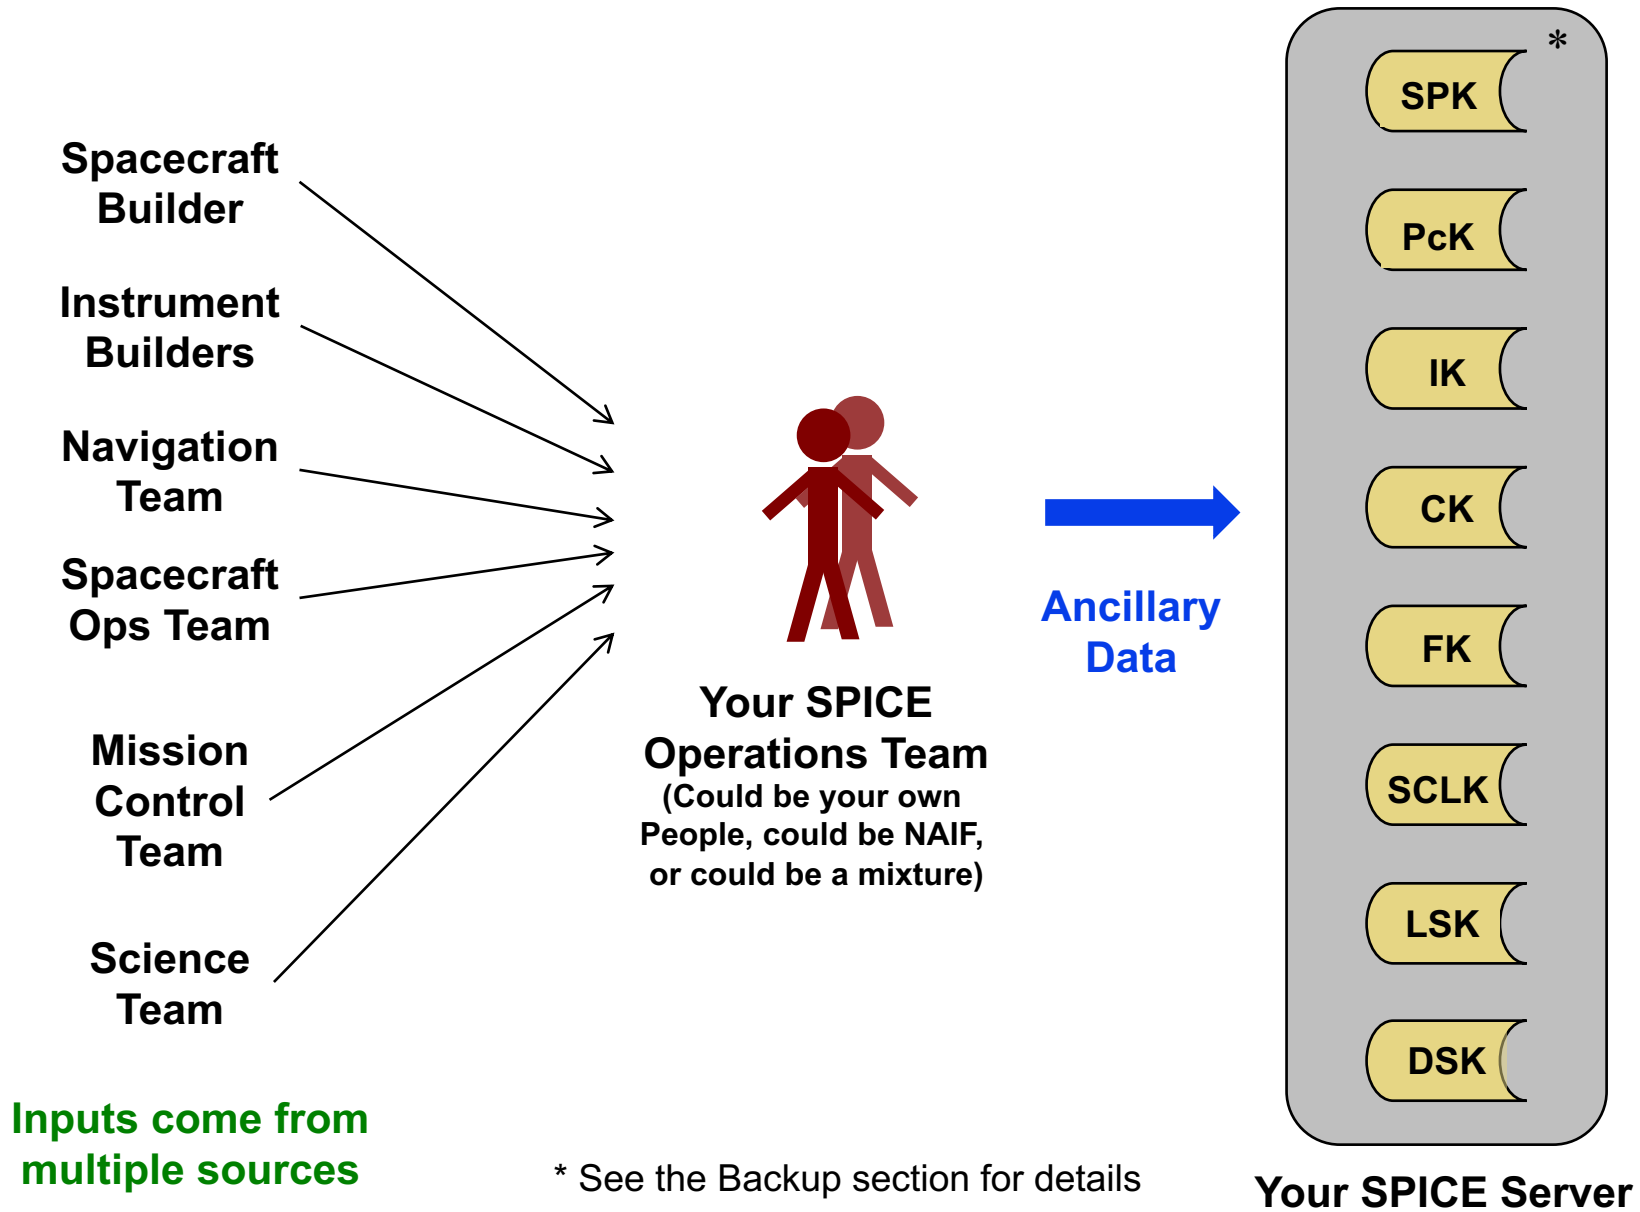 Spacecraft
Builder
Instrument
Builders
Navigation
Team
Spacecraft
Ops Team
Mission
Control
Team
Science
Team
Inputs come from
multiple sources
Your SPICE
Operations Team
(Could be your own
People, could be NAIF,
or could be a mixture)
* See the Backup section for details
Ancillary
Data
*
SPK
PcK
IK
CK
FK
SCLK
LSK
DSK
Your SPICE Server